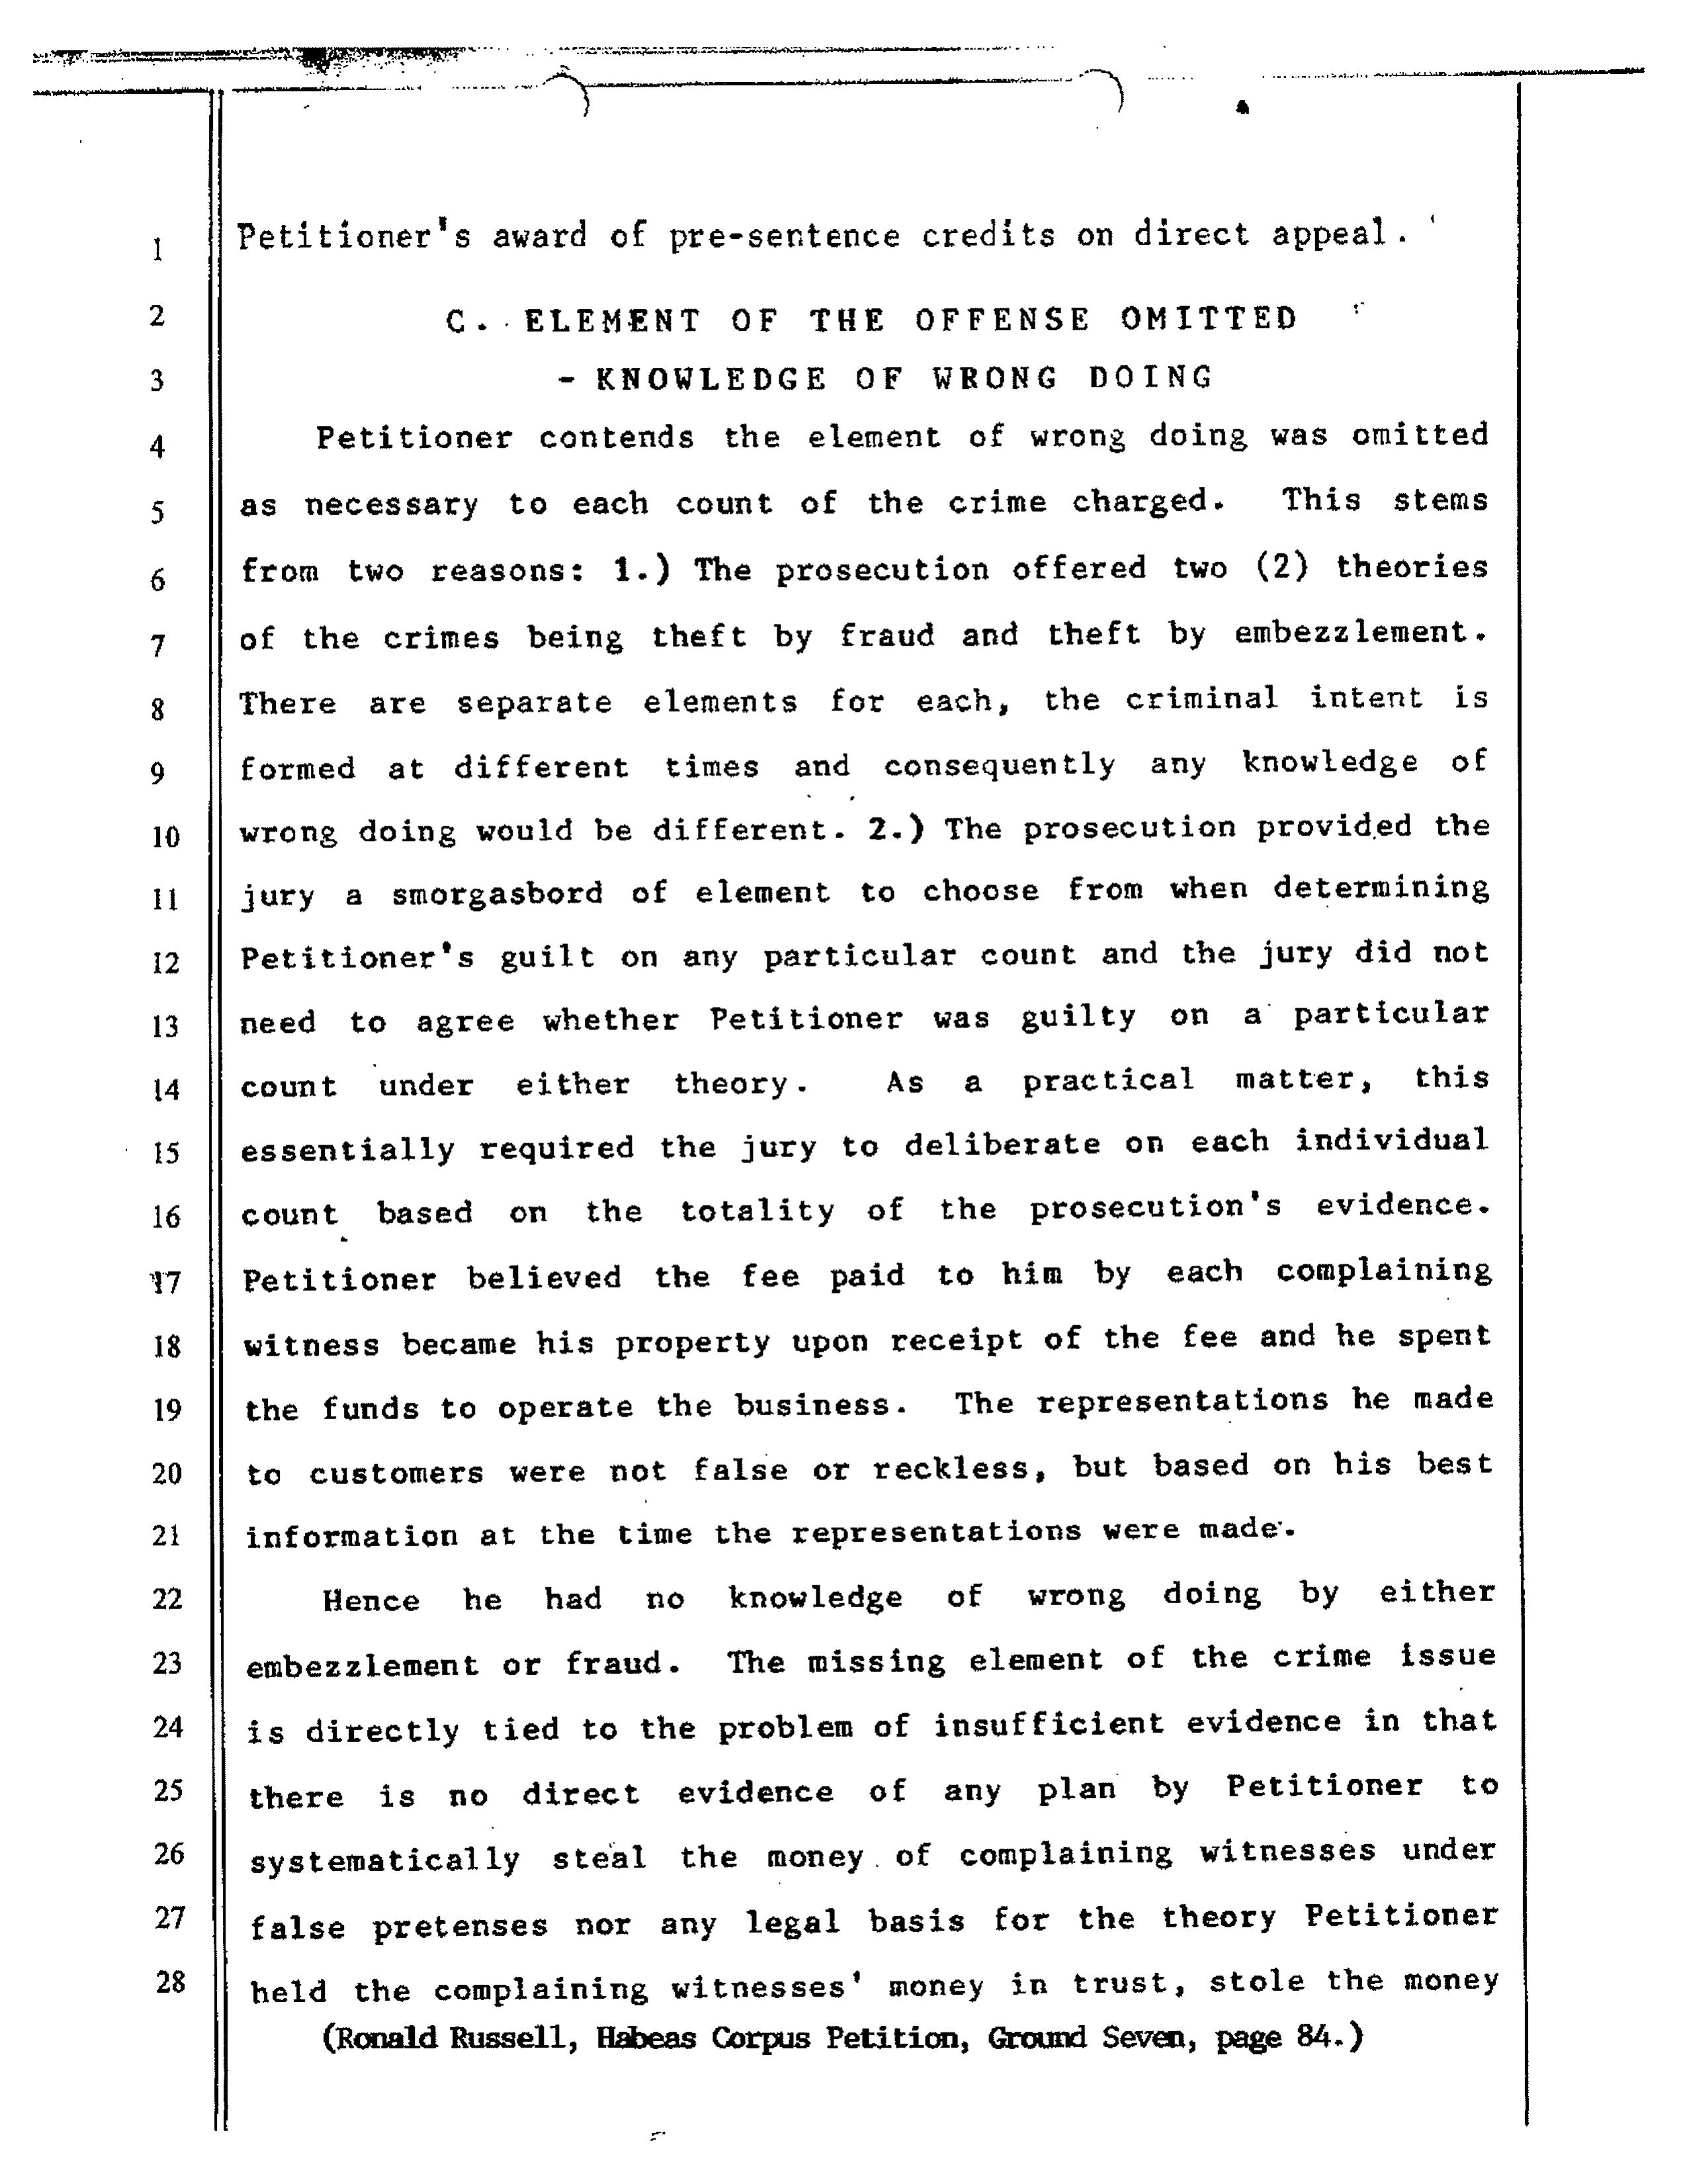 1 Petitioner's award of pre-sentence credits on direct appeal.
2 C. ELEMENT OF THE OFFENSE OMITTED
3 - KNOWLEDGE OF WRONG DOING
4 Petitioner contends the element of wrong doing was omitted
5 as necessary to each count of the crime charged. This stems
6 from two reasons: 1.) The prosecution offered two (2) theories
7 of the crimes being theft by fraud and theft by embezzlement.
8 There are separate elements for each, the criminal intent is
9 formed at different times and consequently any knowledge of
10 wrong doing would be different. 2.) The prosecution provided the
11 jury a smorgasbord of element to choose from when determining
12 Petitioner's guilt on any particular count and the jury did not
13 need to agree whether Petitioner was guilty on a particular
14 count under either theory. As a practical matter, this
15 essentially required the jury to deliberate on each individual
16 count based on the totality of the prosecution's evidence.
17 Petitioner believed the fee paid to him by each complaining
18 witness became his property upon receipt of the fee and he spent
19 the funds to operate the business. The representations he made
20 to customers were not false or reckless, but based on his best
21 information at the time the representations were made.
22 Hence he had no knowledge of wrong doing by either
23 embezzlement or fraud. The missing element of the crime issue
24 is directly tied to the problem of insufficient evidence in that
25 there is no direct evidence of any plan by Petitioner to
26 systematically steal the money of complaining witnesses under
27 false pretenses nor any legal basis for the theory Petitioner
28 held the complaining witnesses' money in trust, stole the money
(Ronald Russell, Habeas Corpus Petition, Ground Seven, page 84.)